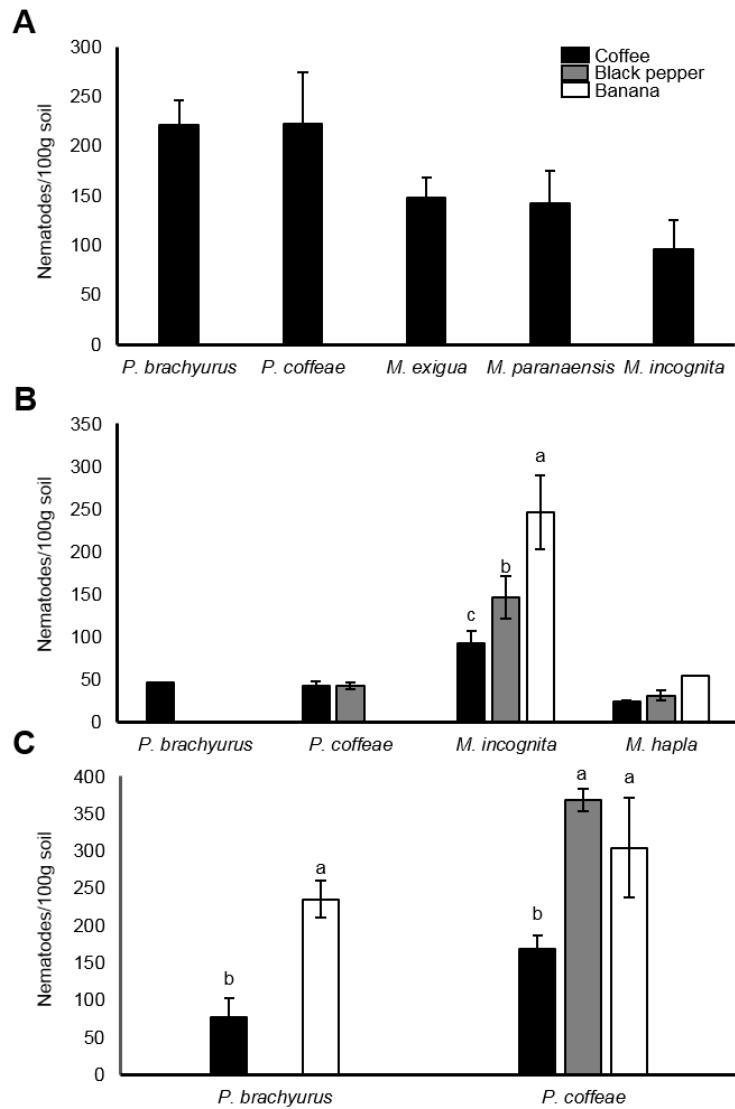 A
Nematodes/100g soil
300
250
200
150
100
50
0
Coffee
Black pepper
Banana
P. brachyurus P. coffeae M. exigua M. paranaensis M. incognita
B
Nematodes/100g soil
350
300
250
200
150
100
50
0
c
b
a
P. brachyurus P. coffeae M. incognita M. hapla
C
Nematodes/100g soil
400
350
300
250
200
150
100
50
0
b
a
b
a
a
P. brachyurus P. coffeae